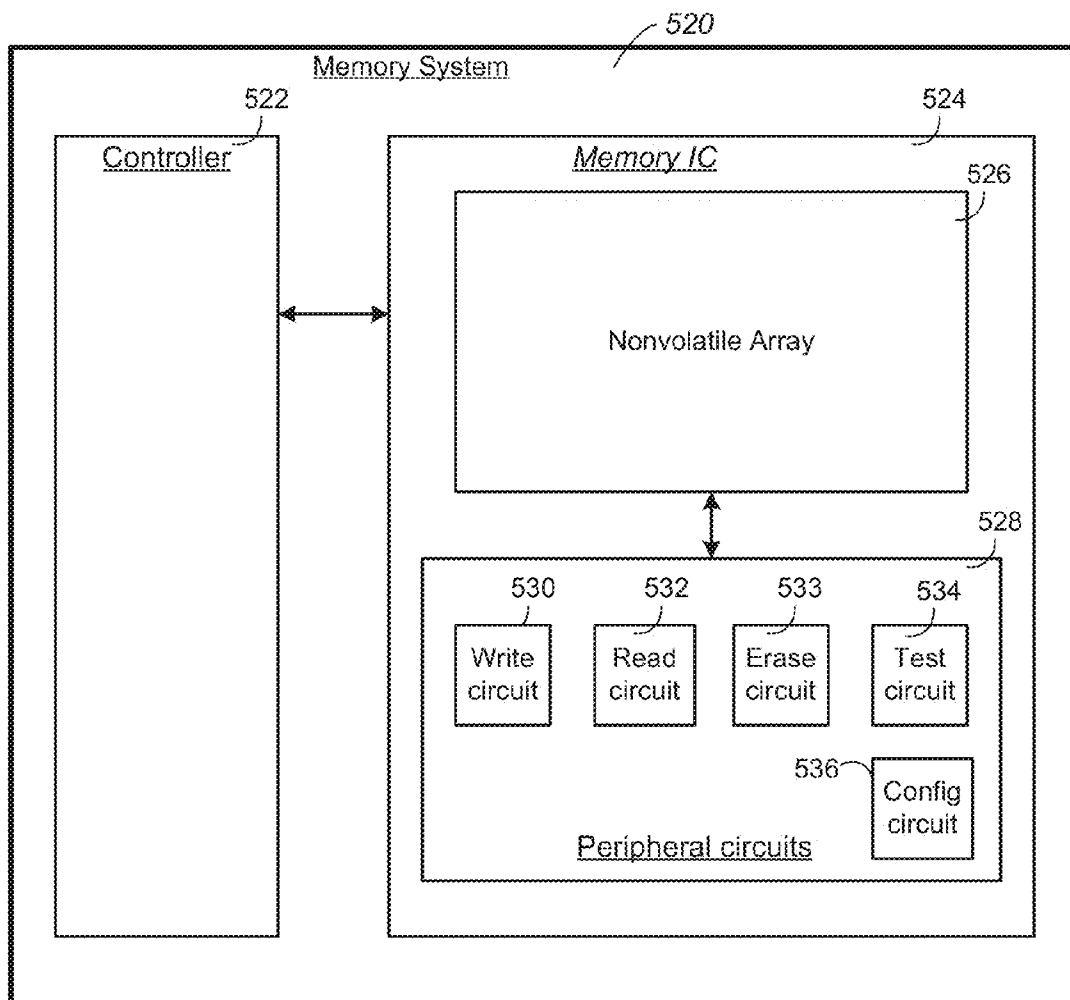 520
Memory System
522
524
Controller
Memory IC
526
Nonvolatile Array
528
530 532 533 534
Write Read Erase Test
circuit circuit circuit circuit
536
Config
circuit
Peripheral circuits